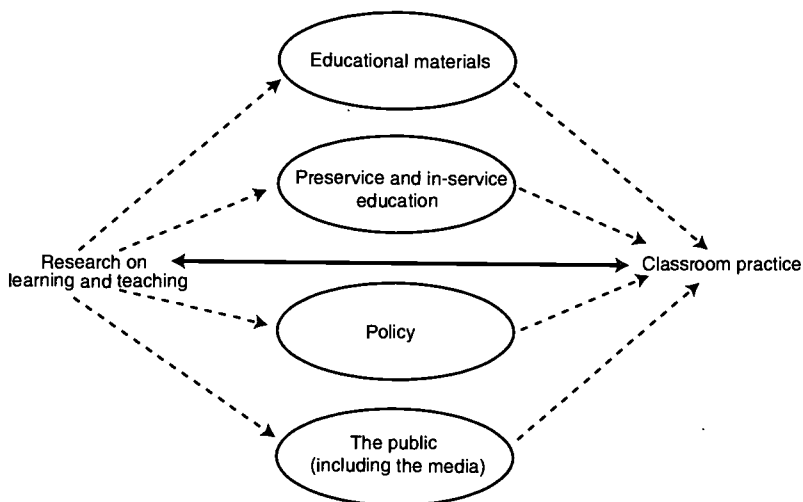 Educational materials
Preservice and in-service
education
Research on
learning and teaching
Classroom practice
Policy
The public
(including the media)